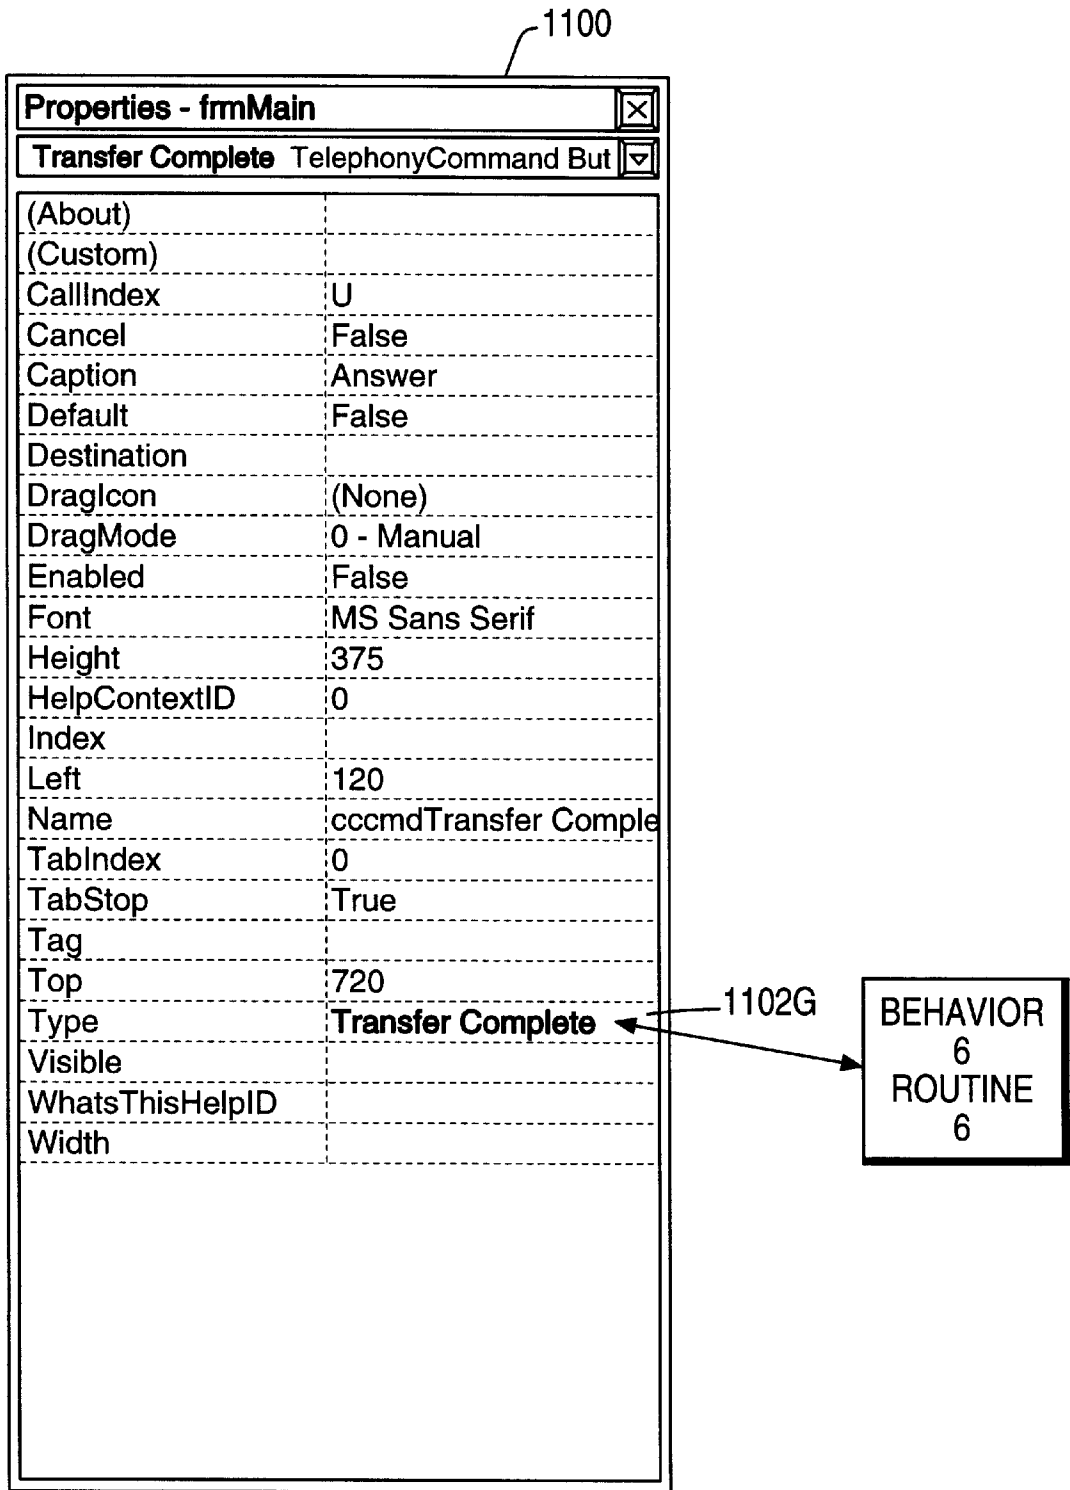 1100
Properties - frmMain
Transfer Complete TelephonyCommand But
(About)
(Custom)
CallIndex U
Cancel False
Caption Answer
Default False
Destination
DragIcon (None)
DragMode 0 - Manual
Enabled False
Font MS Sans Serif
Height 375
HelpContextID 0
Index
Left 120
Name cccmdTransfer Comple
TabIndex 0
TabStop True
Tag
Top 720
Type Transfer Complete
Visible
WhatsThisHelpID
Width
1102G
BEHAVIOR
6
ROUTINE
6